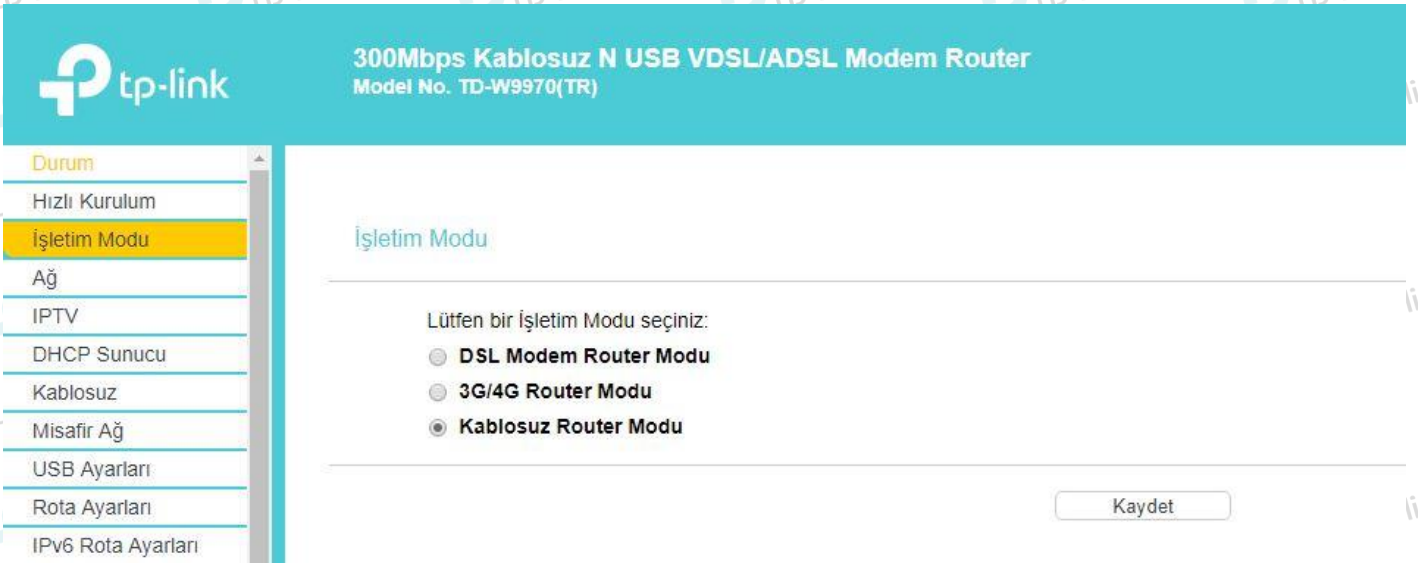 tp-link
300Mbps Kablosuz N USB VDSL/ADSL Modem Router
Model No. TD-W9970(TR)
Durum
Hızlı Kurulum
İşletim Modu
Ağ
IPTV
DHCP Sunucu
Kablosuz
Misafir Ağ
USB Ayarları
Rota Ayarları
IPv6 Rota Ayarları
İşletim Modu
Lütfen bir İşletim Modu seçiniz:
DSL Modem Router Modu
3G/4G Router Modu
Kablosuz Router Modu
Kaydet